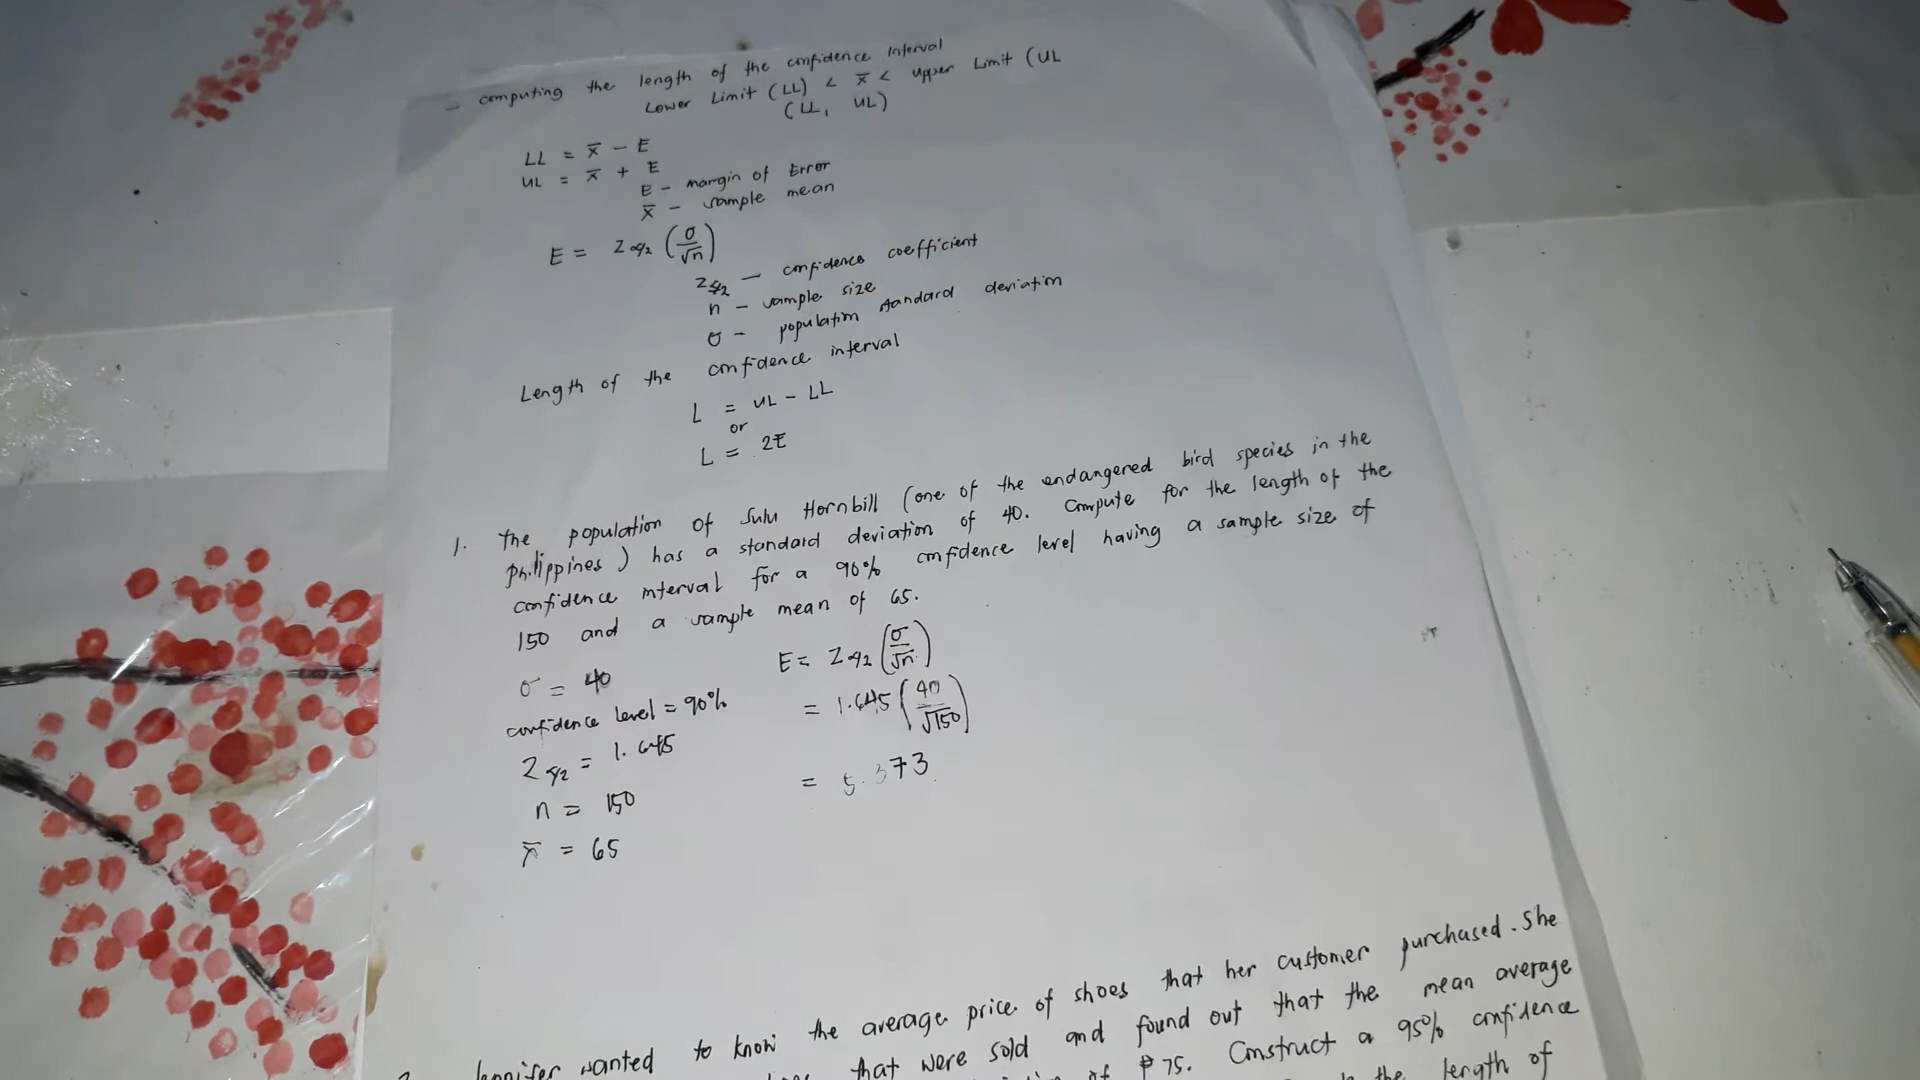 - computing the length of the confidence interval
Lower Limit (LL) < x̄ < upper Limit (UL
(LL, UL)
LL = x̄ - E
UL = x̄ + E
E - margin of Error
x̄ - sample mean
E = Zα/2 (σ/√n)
Zα/2 - confidence coefficient
n - sample size
σ - population standard deviation
Length of the confidence interval
L = UL - LL
or
L = 2E
1. The population of Sulu Hornbill (one of the endangered bird species in the
Philippines) has a standard deviation of 40. Compute for the length of the
confidence interval for a 90% confidence level having a sample size of
150 and a sample mean of 65.
σ = 40
confidence level = 90%
Zα/2 = 1.645
n = 150
x̄ = 65
E = Zα/2 (σ/√n)
= 1.645 (40/√150)
= 5.373
Jennifer wanted to know the average price of shoes that her customer purchased. She
that were sold and found out that the mean average
of ₱75. Construct a 95% confidence
the length of